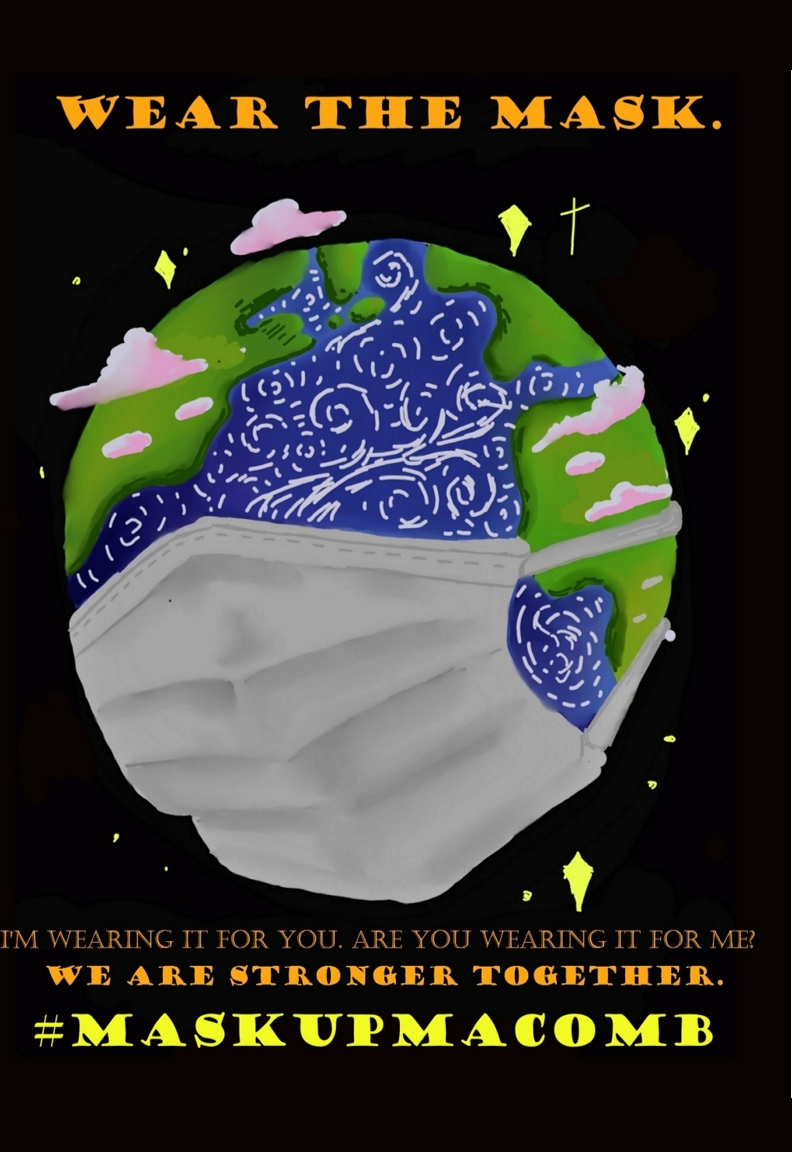 WEAR THE MASK.
I'M WEARING IT FOR YOU. ARE YOU WEARING IT FOR ME?
WE ARE STRONGER TOGETHER.
#MASKUPMACOMB